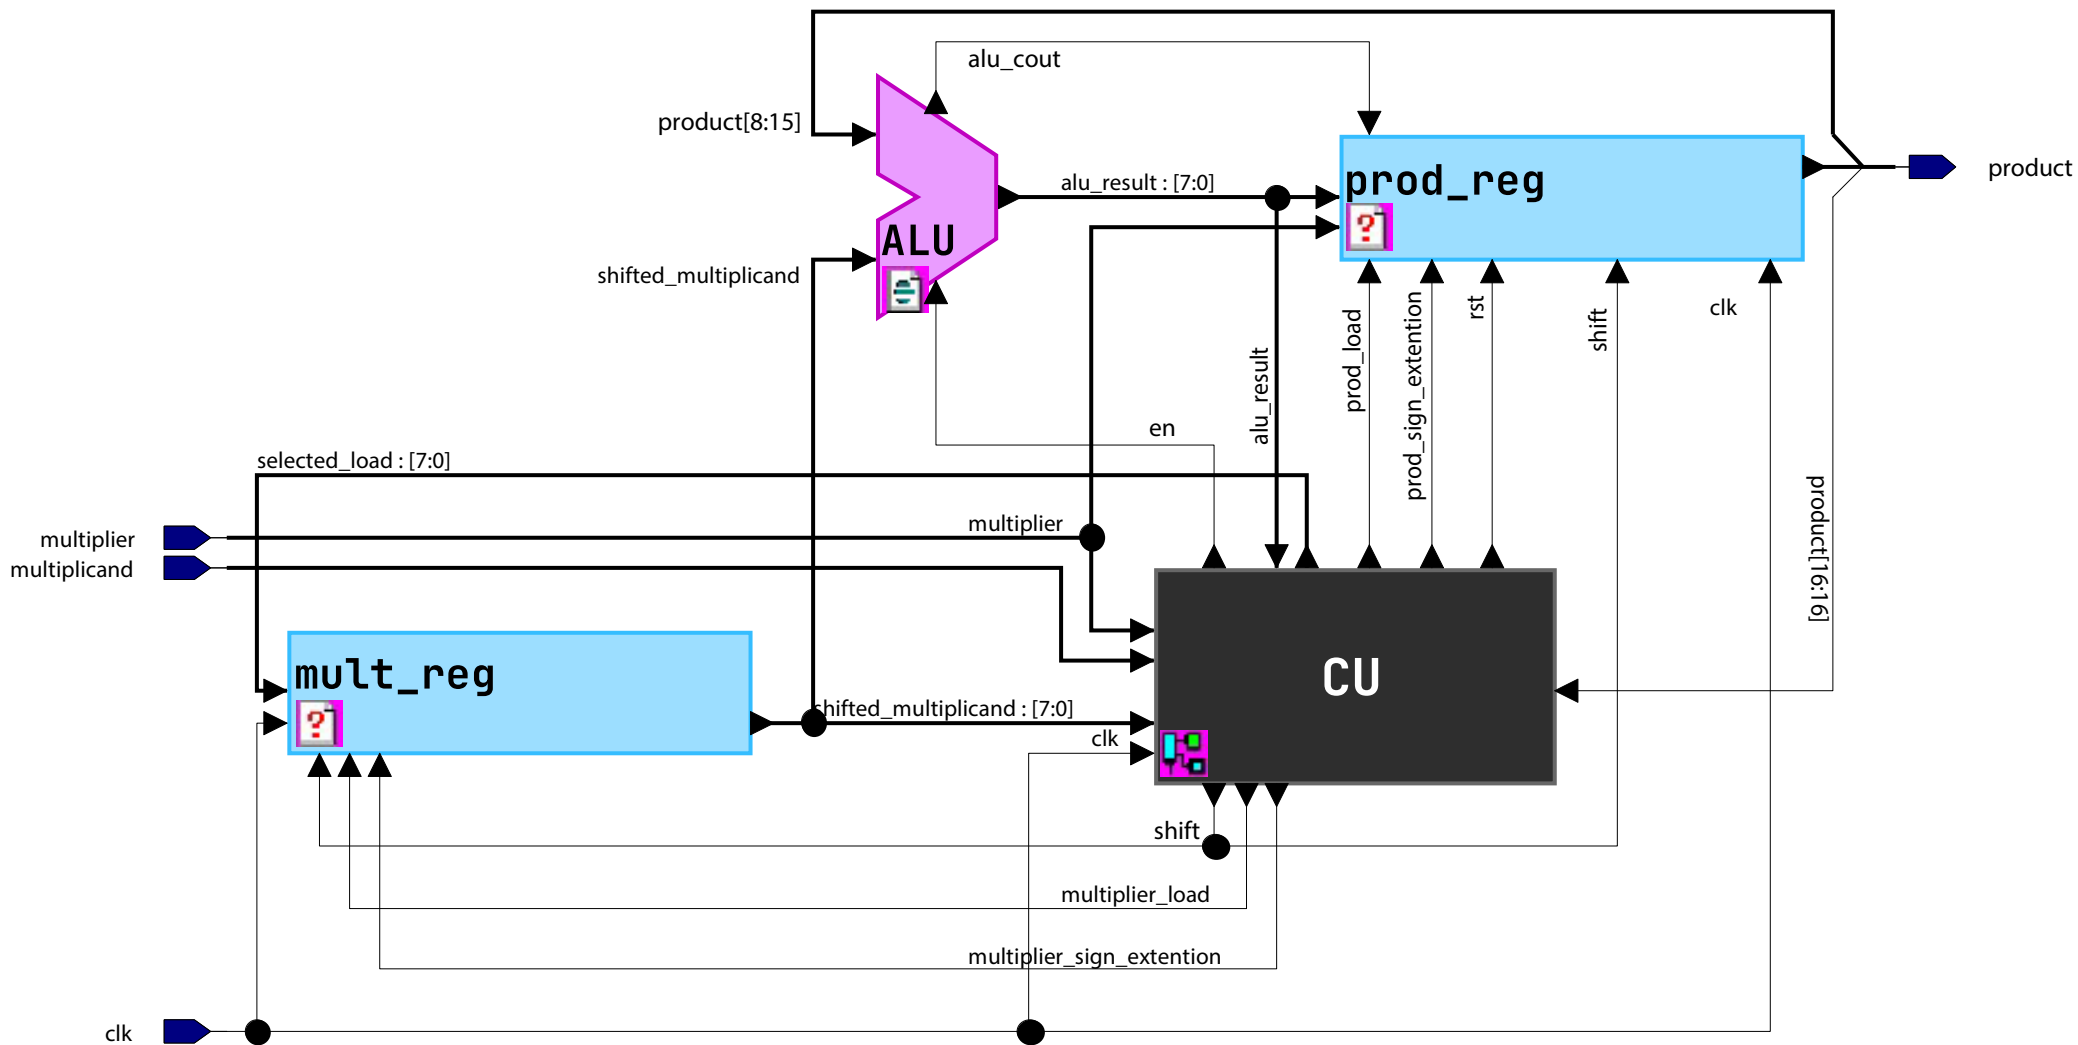 alu_cout
product[8:15]
alu_result : [7:0]
prod_reg
?
product
ALU
shifted_multiplicand
prod_load
prod_sign_extention
rst
shift
clk
alu_result
en
selected_load : [7:0]
product[16:16]
multiplier
multiplier
multiplicand
mult_reg
?
CU
shifted_multiplicand : [7:0]
clk
shift
multiplier_load
multiplier_sign_extention
clk